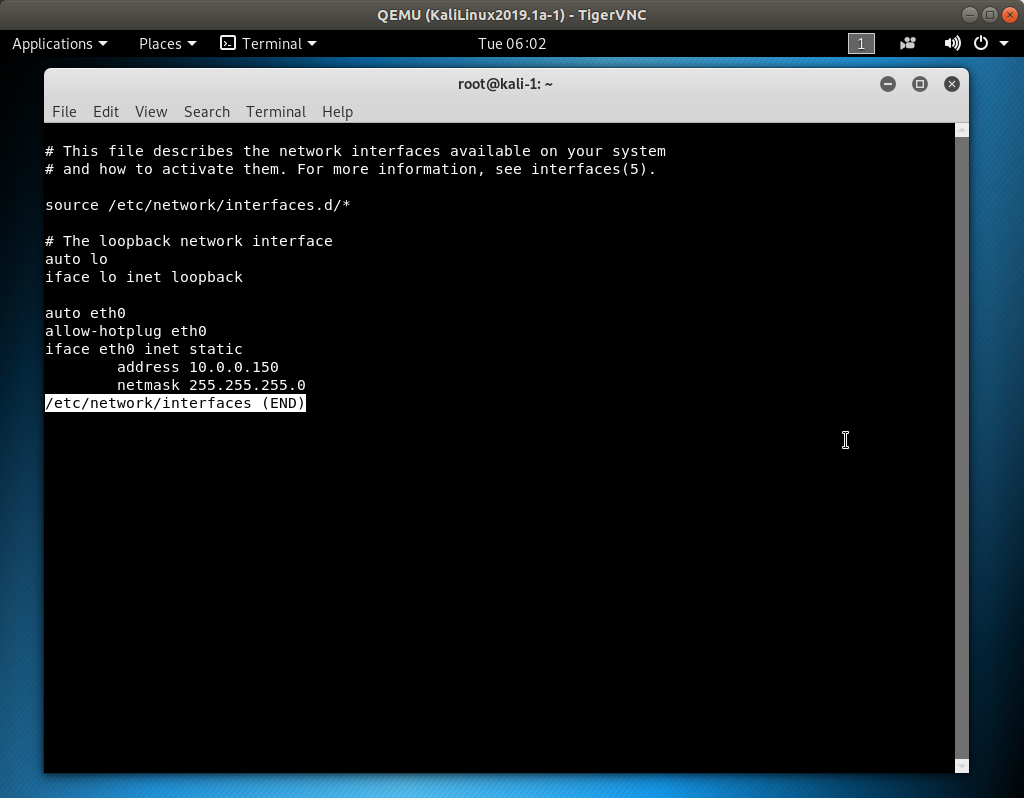 QEMU (KaliLinux2019.1a-1) - TigerVNC
Applications Places Terminal Tue 06:02 1
root@kali-1: ~
File Edit View Search Terminal Help
# This file describes the network interfaces available on your system
# and how to activate them. For more information, see interfaces(5).
source /etc/network/interfaces.d/*
# The loopback network interface
auto lo
iface lo inet loopback
auto eth0
allow-hotplug eth0
iface eth0 inet static
address 10.0.0.150
netmask 255.255.255.0
/etc/network/interfaces (END)